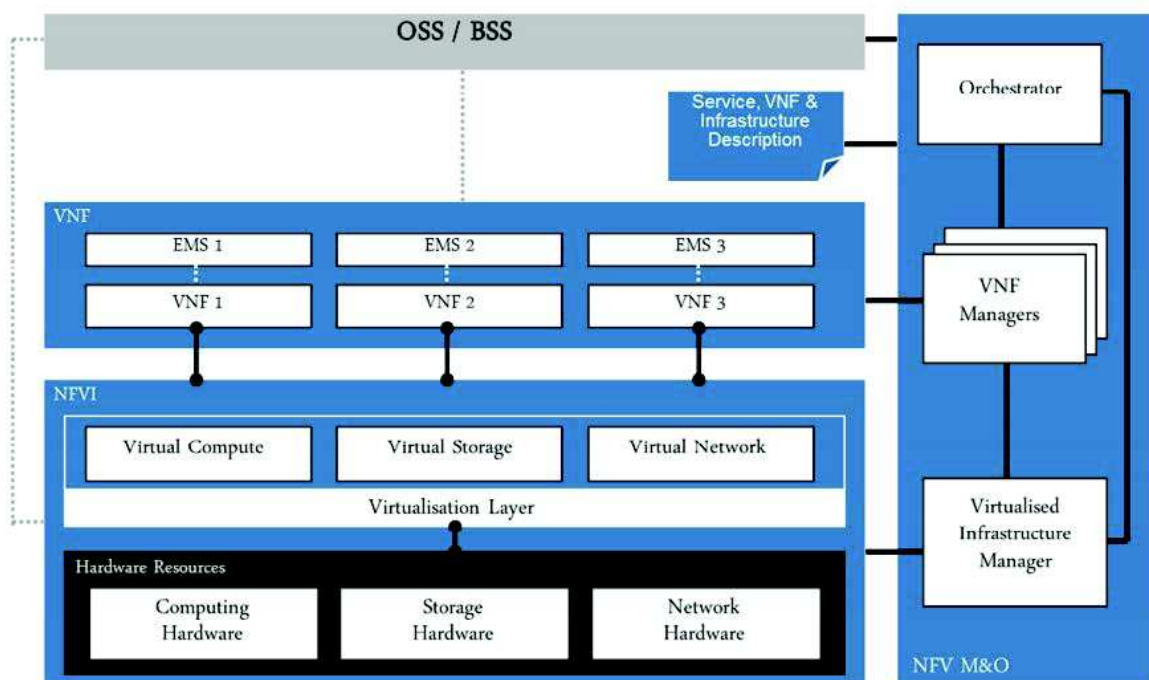 OSS / BSS
Service, VNF &
Infrastructure
Description
Orchestrator
VNF
EMS 1
EMS 2
EMS 3
VNF 1
VNF 2
VNF 3
VNF
Managers
NFVI
Virtual Compute
Virtual Storage
Virtual Network
Virtualisation Layer
Virtualised
Infrastructure
Manager
Hardware Resources
Computing
Hardware
Storage
Hardware
Network
Hardware
NFV M&O